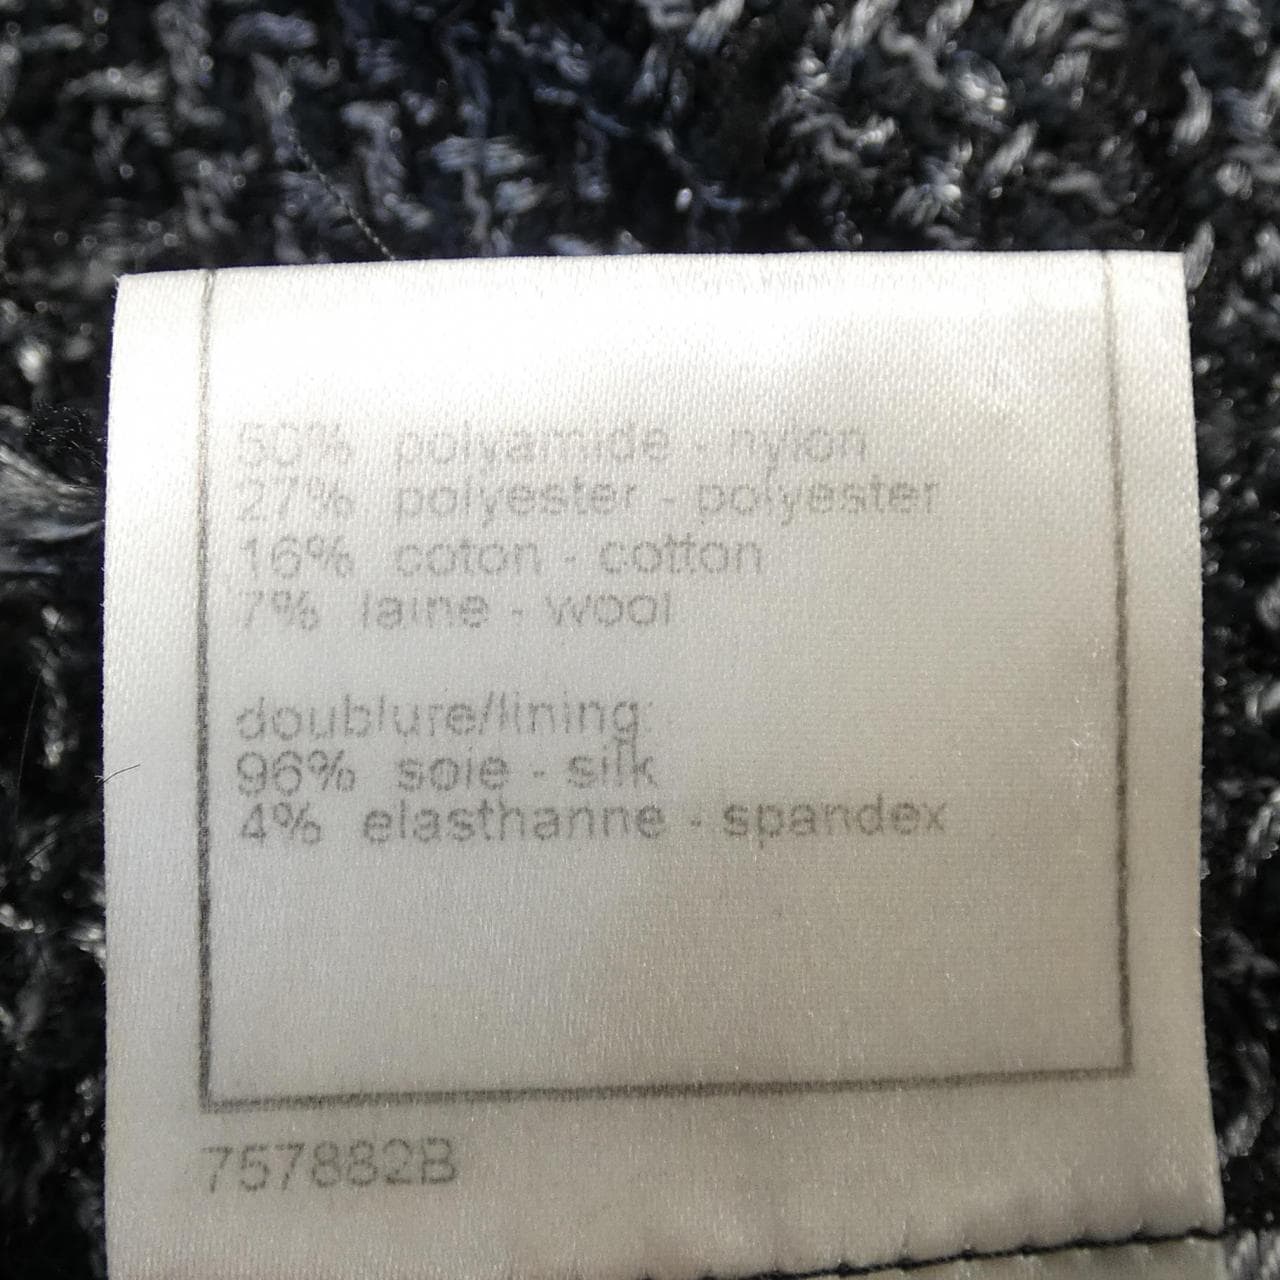 50% polyamide - nylon
27% polyester - polyester
16% coton - cotton
7% laine - wool
doublure/lining:
96% soie - silk
4% elasthanne - spandex
757882B